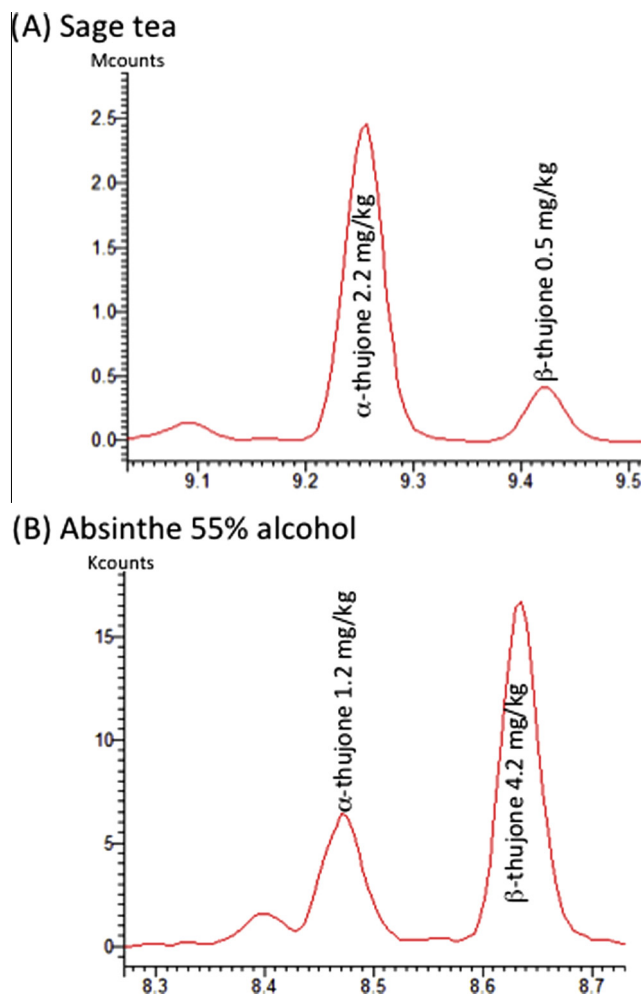 (A) Sage tea
Mcounts
2.5
2.0
1.5
1.0
0.5
0.0
α-thujone 2.2 mg/kg
β-thujone 0.5 mg/kg
9.1 9.2 9.3 9.4 9.5
(B) Absinthe 55% alcohol
Kcounts
15
10
5
0
α-thujone 1.2 mg/kg
β-thujone 4.2 mg/kg
8.3 8.4 8.5 8.6 8.7